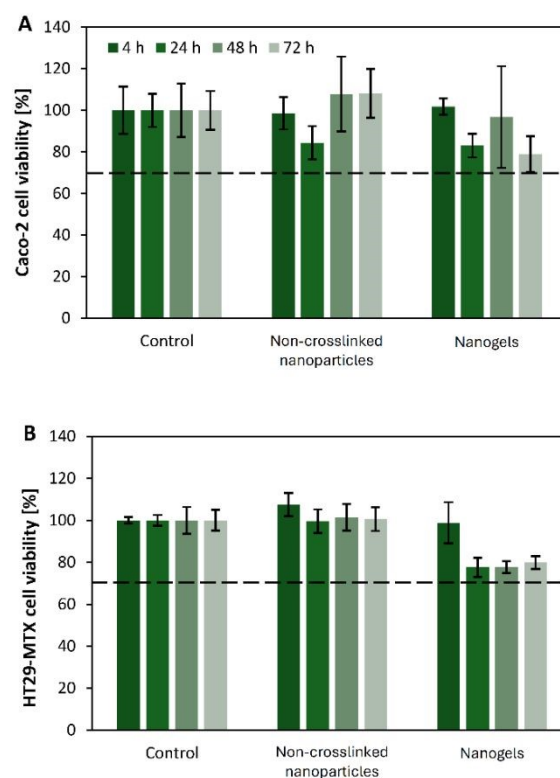 A
140
4 h 24 h 48 h 72 h
120
100
80
60
40
20
0
Caco-2 cell viability [%]
Control
Non-crosslinked
nanoparticles
Nanogels
B
140
120
100
80
60
40
20
0
HT29-MTX cell viability [%]
Control
Non-crosslinked
nanoparticles
Nanogels